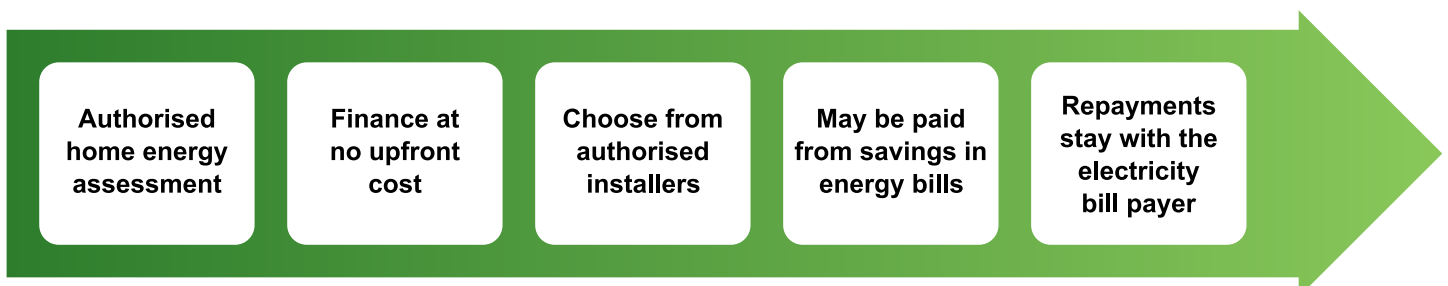 Authorised
home energy
assessment
Finance at
no upfront
cost
Choose from
authorised
installers
May be paid
from savings in
energy bills
Repayments
stay with the
electricity
bill payer